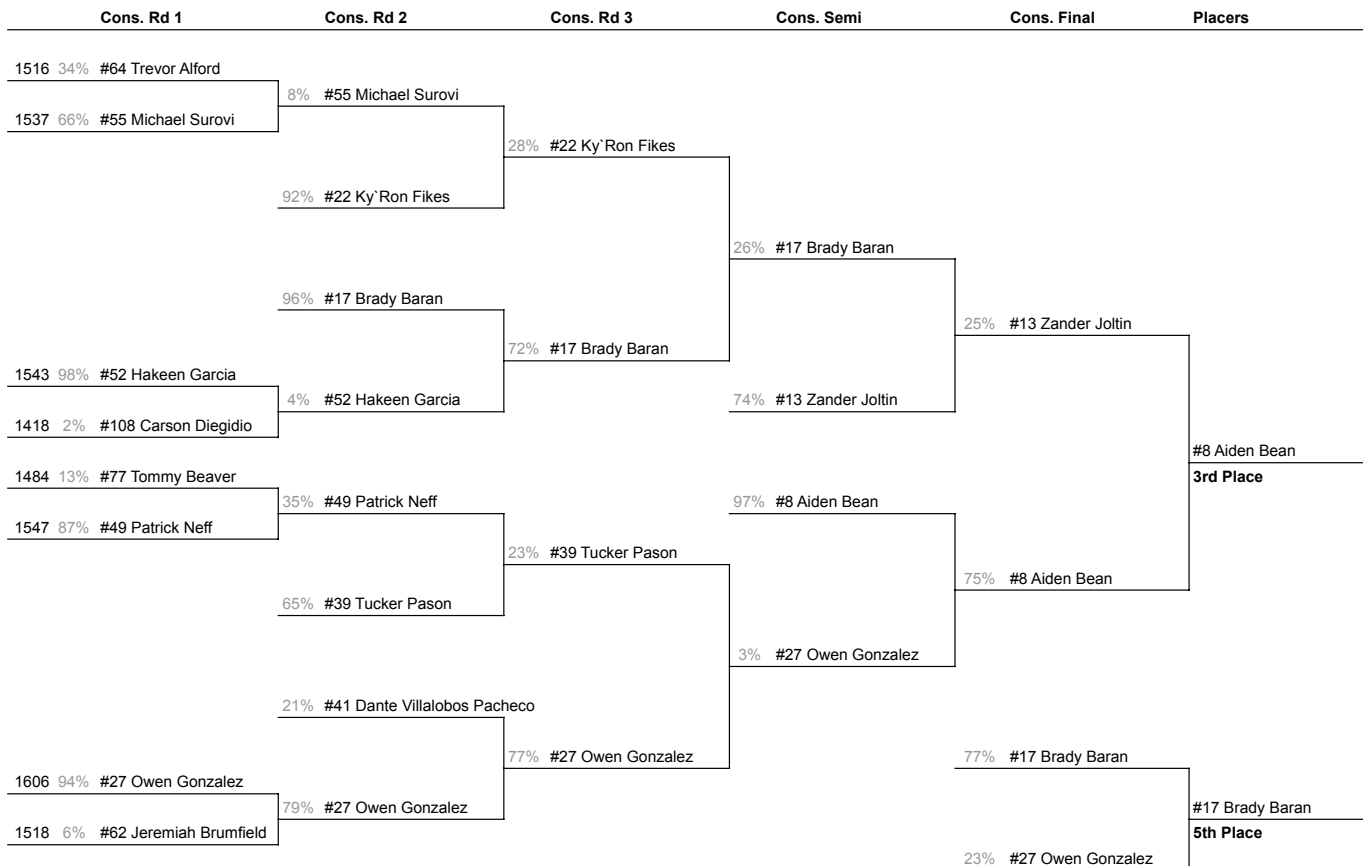 Cons. Rd 1 Cons. Rd 2 Cons. Rd 3 Cons. Semi Cons. Final Placers
1516 34% #64 Trevor Alford
8% #55 Michael Surovi
1537 66% #55 Michael Surovi
28% #22 Ky`Ron Fikes
92% #22 Ky`Ron Fikes
26% #17 Brady Baran
96% #17 Brady Baran
25% #13 Zander Joltin
72% #17 Brady Baran
1543 98% #52 Hakeen Garcia
4% #52 Hakeen Garcia
74% #13 Zander Joltin
1418 2% #108 Carson Diegidio
#8 Aiden Bean
1484 13% #77 Tommy Beaver
3rd Place
35% #49 Patrick Neff
97% #8 Aiden Bean
1547 87% #49 Patrick Neff
23% #39 Tucker Pason
75% #8 Aiden Bean
65% #39 Tucker Pason
3% #27 Owen Gonzalez
21% #41 Dante Villalobos Pacheco
77% #27 Owen Gonzalez
77% #17 Brady Baran
1606 94% #27 Owen Gonzalez
79% #27 Owen Gonzalez
#17 Brady Baran
1518 6% #62 Jeremiah Brumfield
5th Place
23% #27 Owen Gonzalez